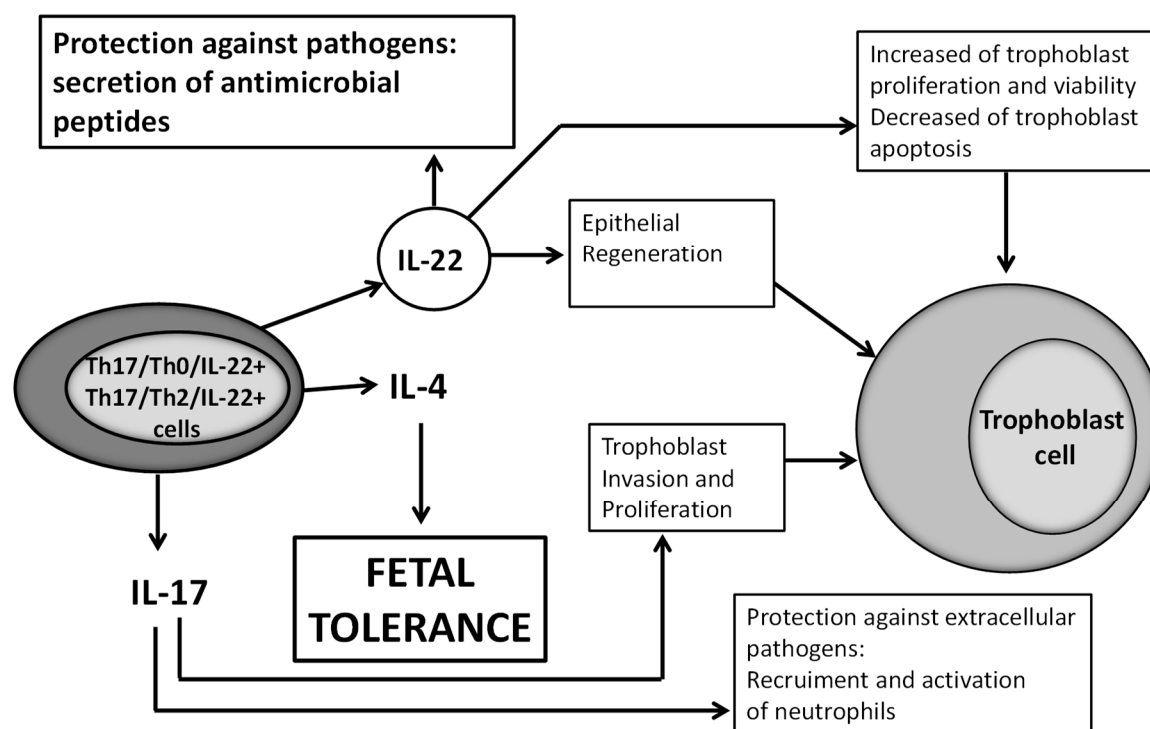 Protection against pathogens:
secretion of antimicrobial
peptides
Increased of trophoblast
proliferation and viability
Decreased of trophoblast
apoptosis
IL-22
Epithelial
Regeneration
Th17/Th0/IL-22+
Th17/Th2/IL-22+
cells
IL-4
Trophoblast
Invasion and
Proliferation
Trophoblast
cell
IL-17
FETAL
TOLERANCE
Protection against extracellular
pathogens:
Recruiment and activation
of neutrophils